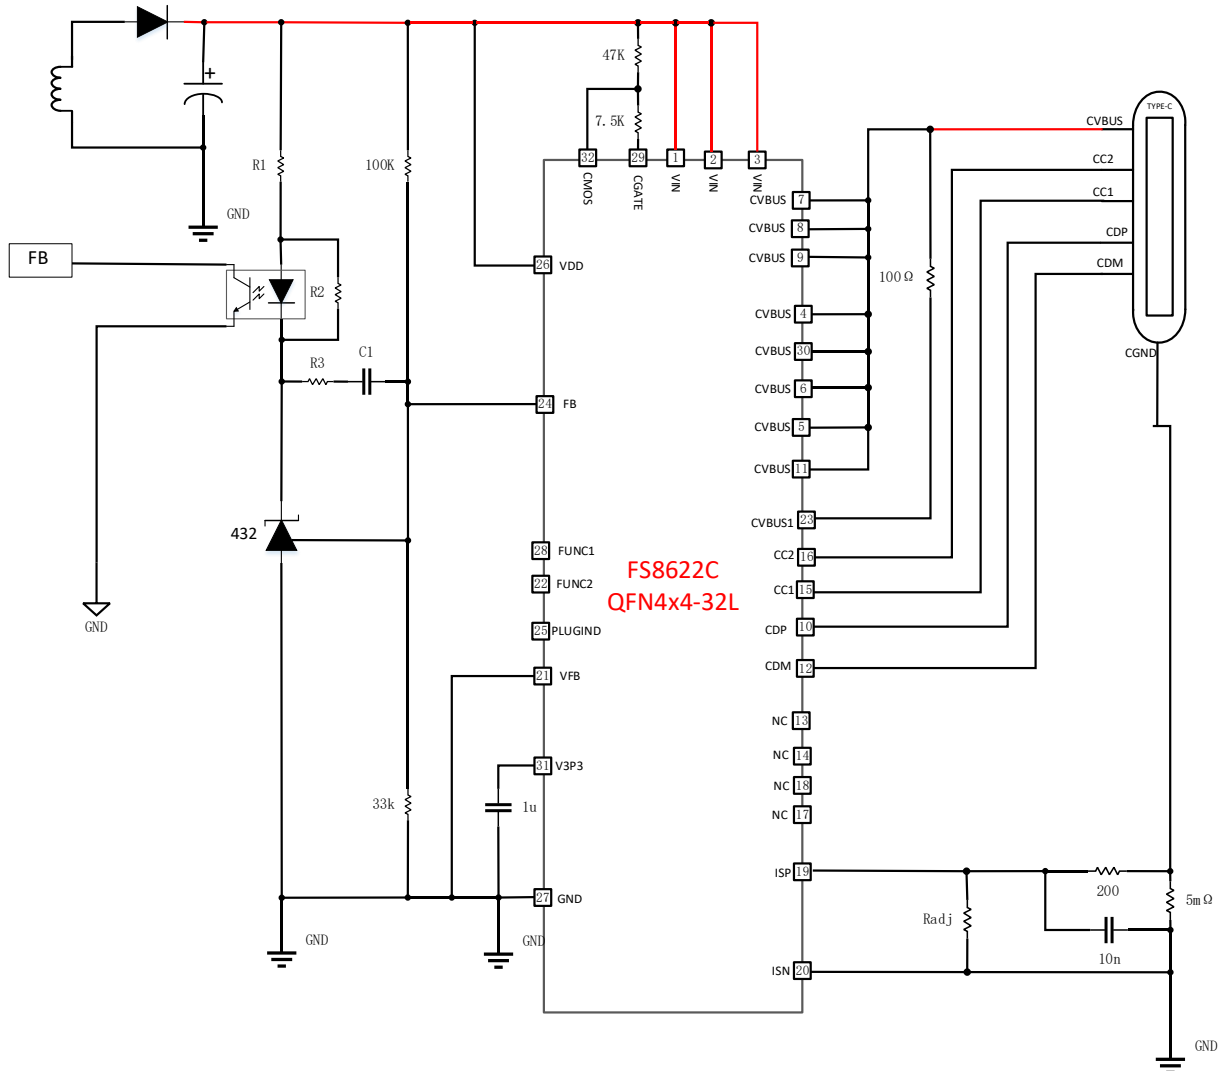 47K
TYPE-C
CVBUS
7.5K
R1
100K
32
29
1
2
3
CC2
CMOS
CGATE
VIN
VIN
VIN
CC1
CVBUS
7
GND
CVBUS
8
CDP
FB
CVBUS
9
26
VDD
CDM
100Ω
R2
CVBUS
4
C1
CVBUS
30
CGND
R3
CVBUS
6
24
FB
CVBUS
5
CVBUS
11
432
CVBUS1
23
28
FUNC1
CC2
16
FS8622C
22
FUNC2
CC1
15
QFN4x4-32L
GND
25
PLUGIND
CDP
10
21
VFB
CDM
12
NC
13
NC
14
31
V3P3
NC
18
33k
1u
NC
17
ISP
19
200
5mΩ
27
GND
Radj
GND
GND
10n
ISN
20
GND